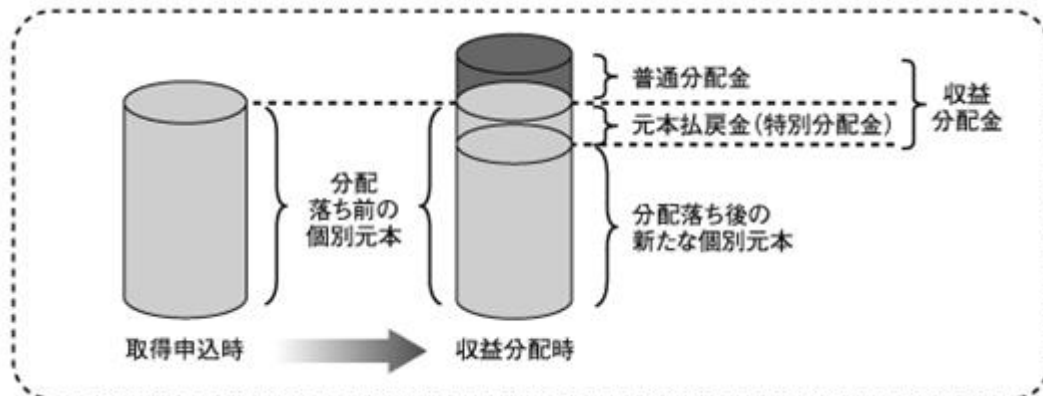 普通分配金
元本払戻金(特別分配金)
収益
分配金
分配
落ち前の
個別元本
分配落ち後の
新たな個別元本
取得申込時
収益分配時